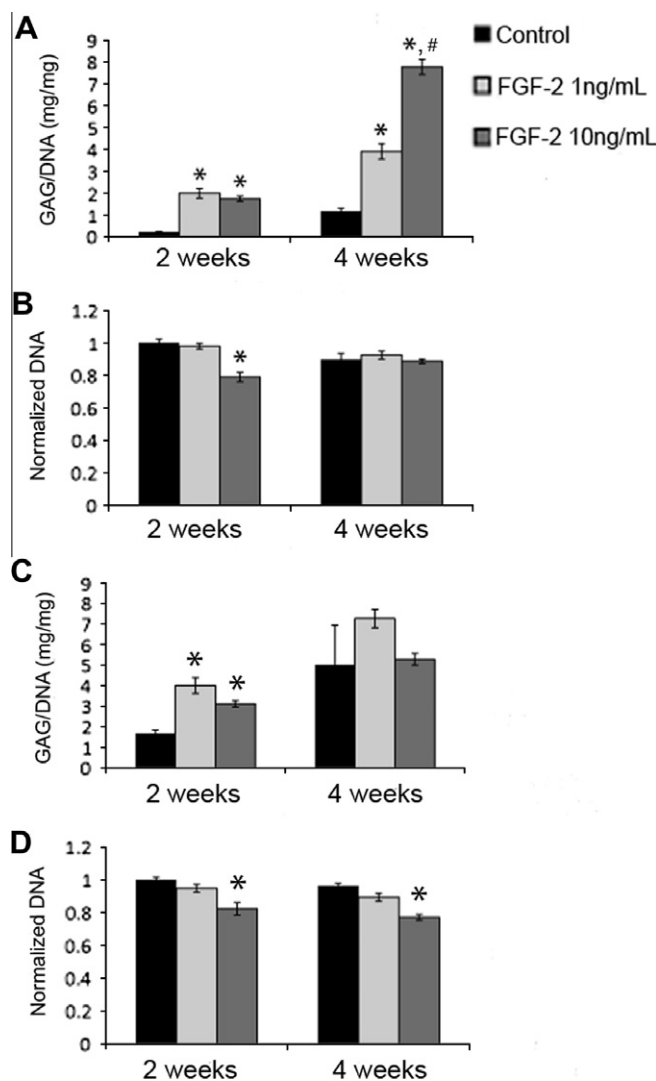 A
GAG/DNA (mg/mg)
9
8
7
6
5
4
3
2
1
0
* * * *, #
2 weeks 4 weeks
Control
FGF-2 1ng/mL
FGF-2 10ng/mL
B
Normalized DNA
1.2
1
0.8
0.6
0.4
0.2
0
*
2 weeks 4 weeks
C
GAG/DNA (mg/mg)
9
8
7
6
5
4
3
2
1
0
* *
2 weeks 4 weeks
D
Normalized DNA
1.2
1
0.8
0.6
0.4
0.2
0
* *
2 weeks 4 weeks